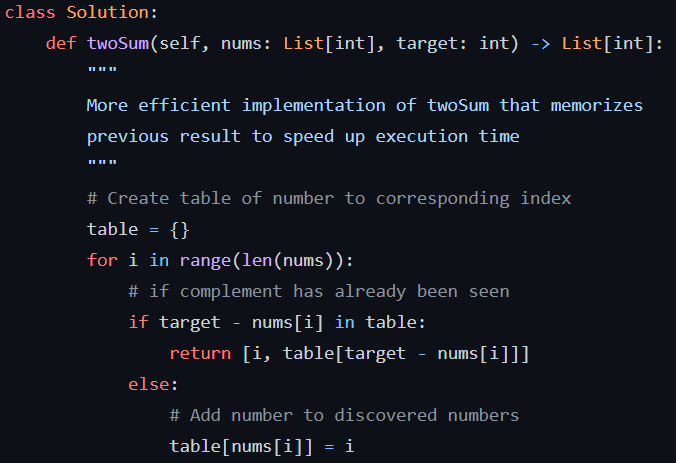 class Solution:
    def twoSum(self, nums: List[int], target: int) -> List[int]:
        """
        More efficient implementation of twoSum that memorizes
        previous result to speed up execution time
        """
        # Create table of number to corresponding index
        table = {}
        for i in range(len(nums)):
            # if complement has already been seen
            if target - nums[i] in table:
                return [i, table[target - nums[i]]]
            else:
                # Add number to discovered numbers
                table[nums[i]] = i